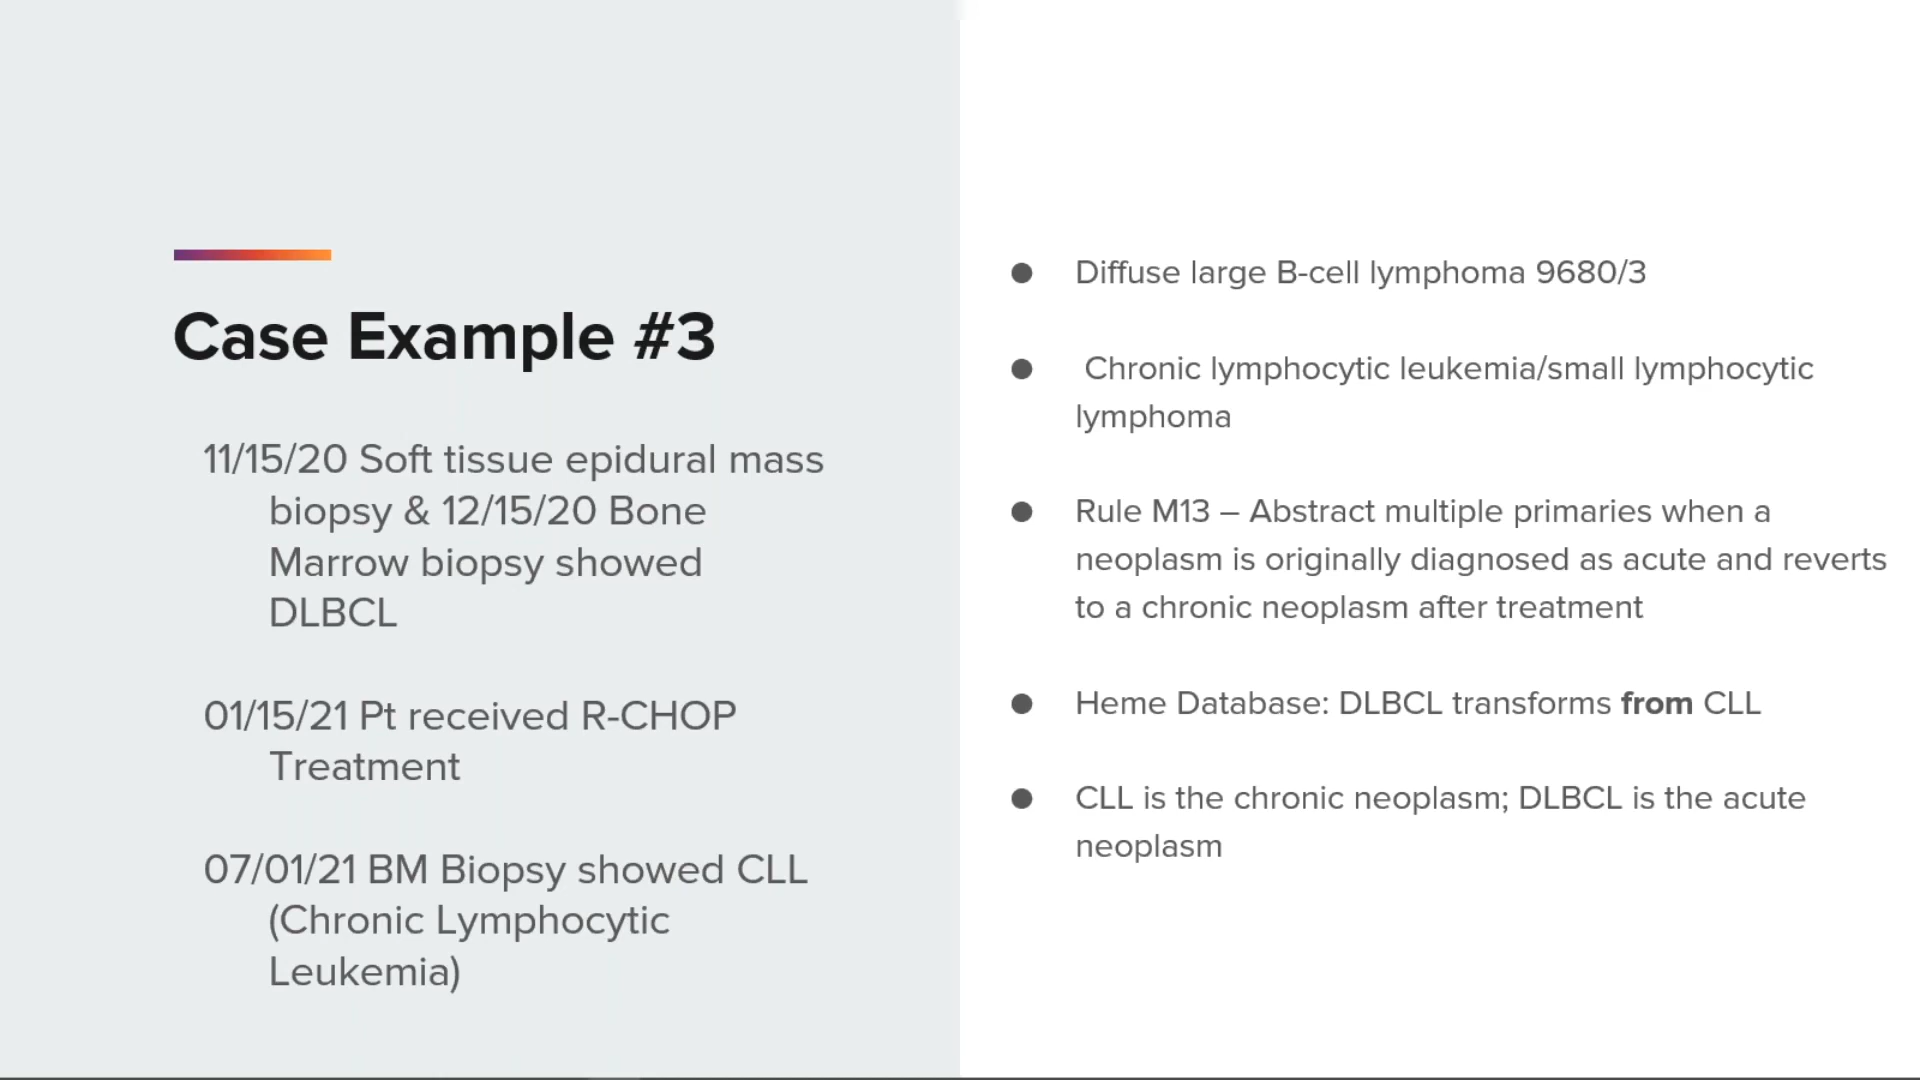 Case Example #3
11/15/20 Soft tissue epidural mass
biopsy & 12/15/20 Bone
Marrow biopsy showed
DLBCL
01/15/21 Pt received R-CHOP
Treatment
07/01/21 BM Biopsy showed CLL
(Chronic Lymphocytic
Leukemia)
● Diffuse large B-cell lymphoma 9680/3
● Chronic lymphocytic leukemia/small lymphocytic
lymphoma
● Rule M13 – Abstract multiple primaries when a
neoplasm is originally diagnosed as acute and reverts
to a chronic neoplasm after treatment
● Heme Database: DLBCL transforms from CLL
● CLL is the chronic neoplasm; DLBCL is the acute
neoplasm